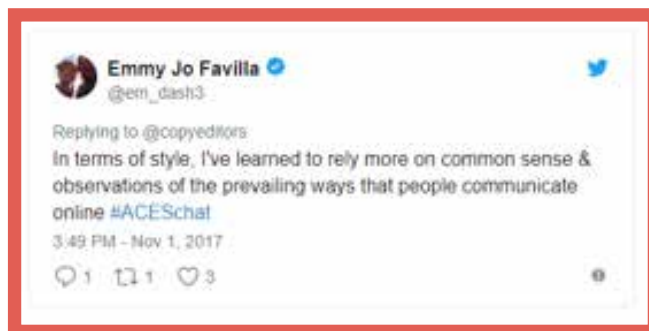 Emmy Jo Favilla
@em_dash3
Replying to @copyeditors
In terms of style, I've learned to rely more on common sense &
observations of the prevailing ways that people communicate
online #ACESchat
3:49 PM - Nov 1, 2017
1 1 3